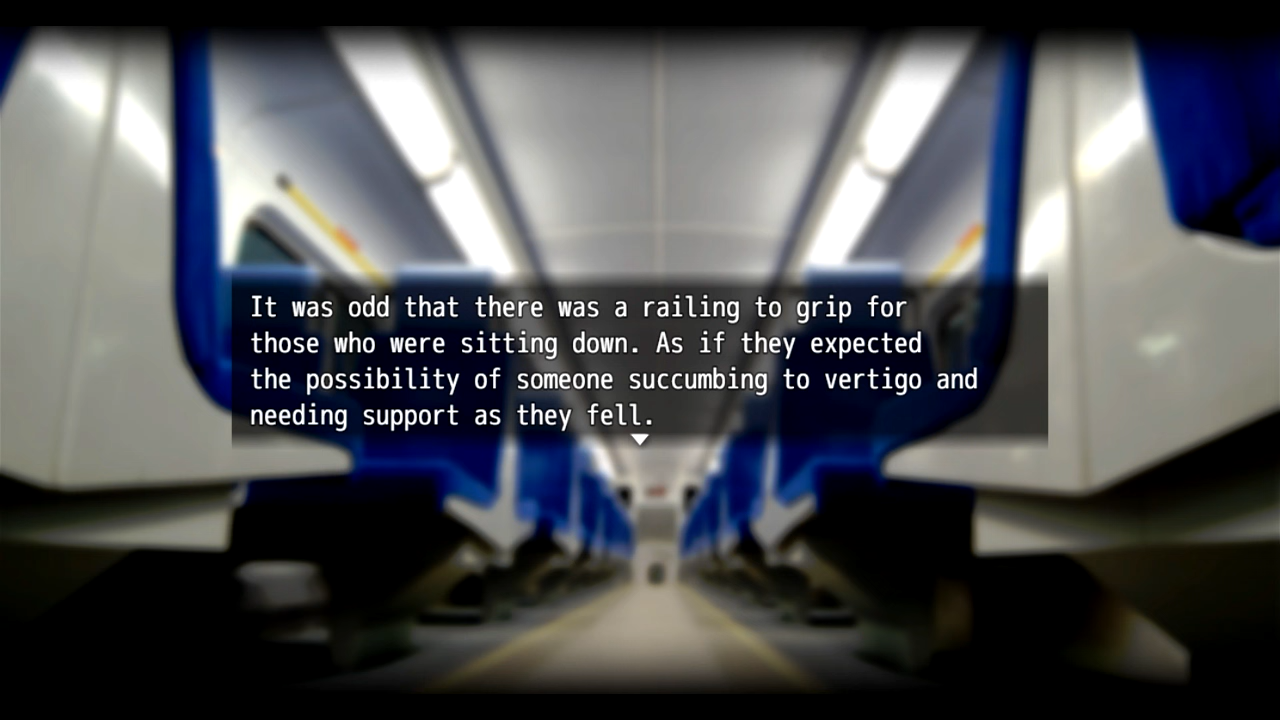 It was odd that there was a railing to grip for
those who were sitting down. As if they expected
the possibility of someone succumbing to vertigo and
needing support as they fell.